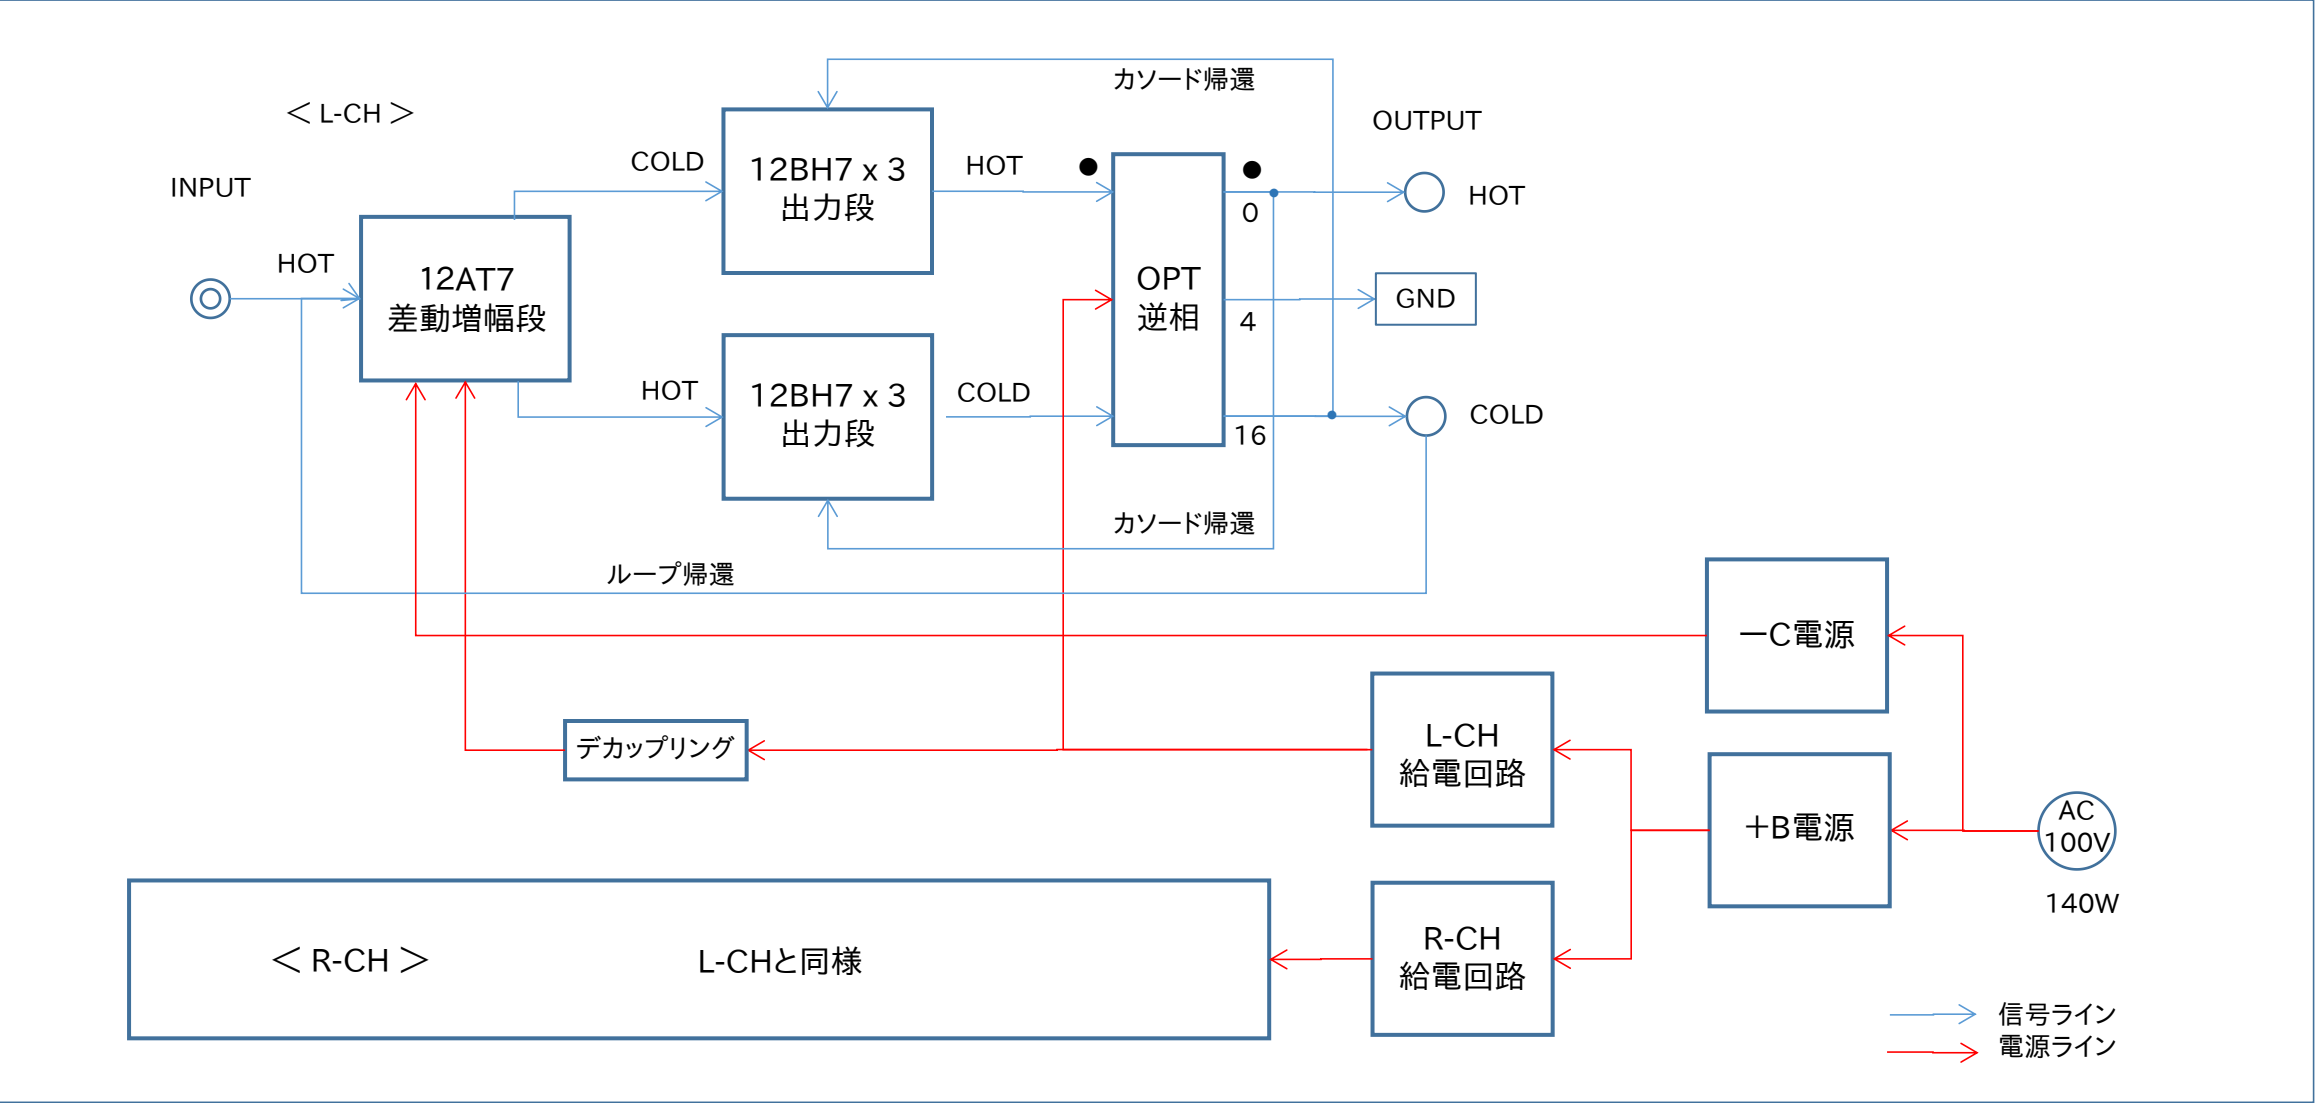 カソード帰還
＜ L-CH ＞
OUTPUT
COLD
12BH7 x 3
出力段
HOT
●
●
INPUT
HOT
0
HOT
12AT7
差動増幅段
OPT
逆相
GND
4
HOT
12BH7 x 3
出力段
COLD
16
COLD
カソード帰還
ループ帰還
－C電源
L-CH
給電回路
デカップリング
＋B電源
AC
100V
140W
R-CH
給電回路
＜ R-CH ＞
L-CHと同様
信号ライン
電源ライン